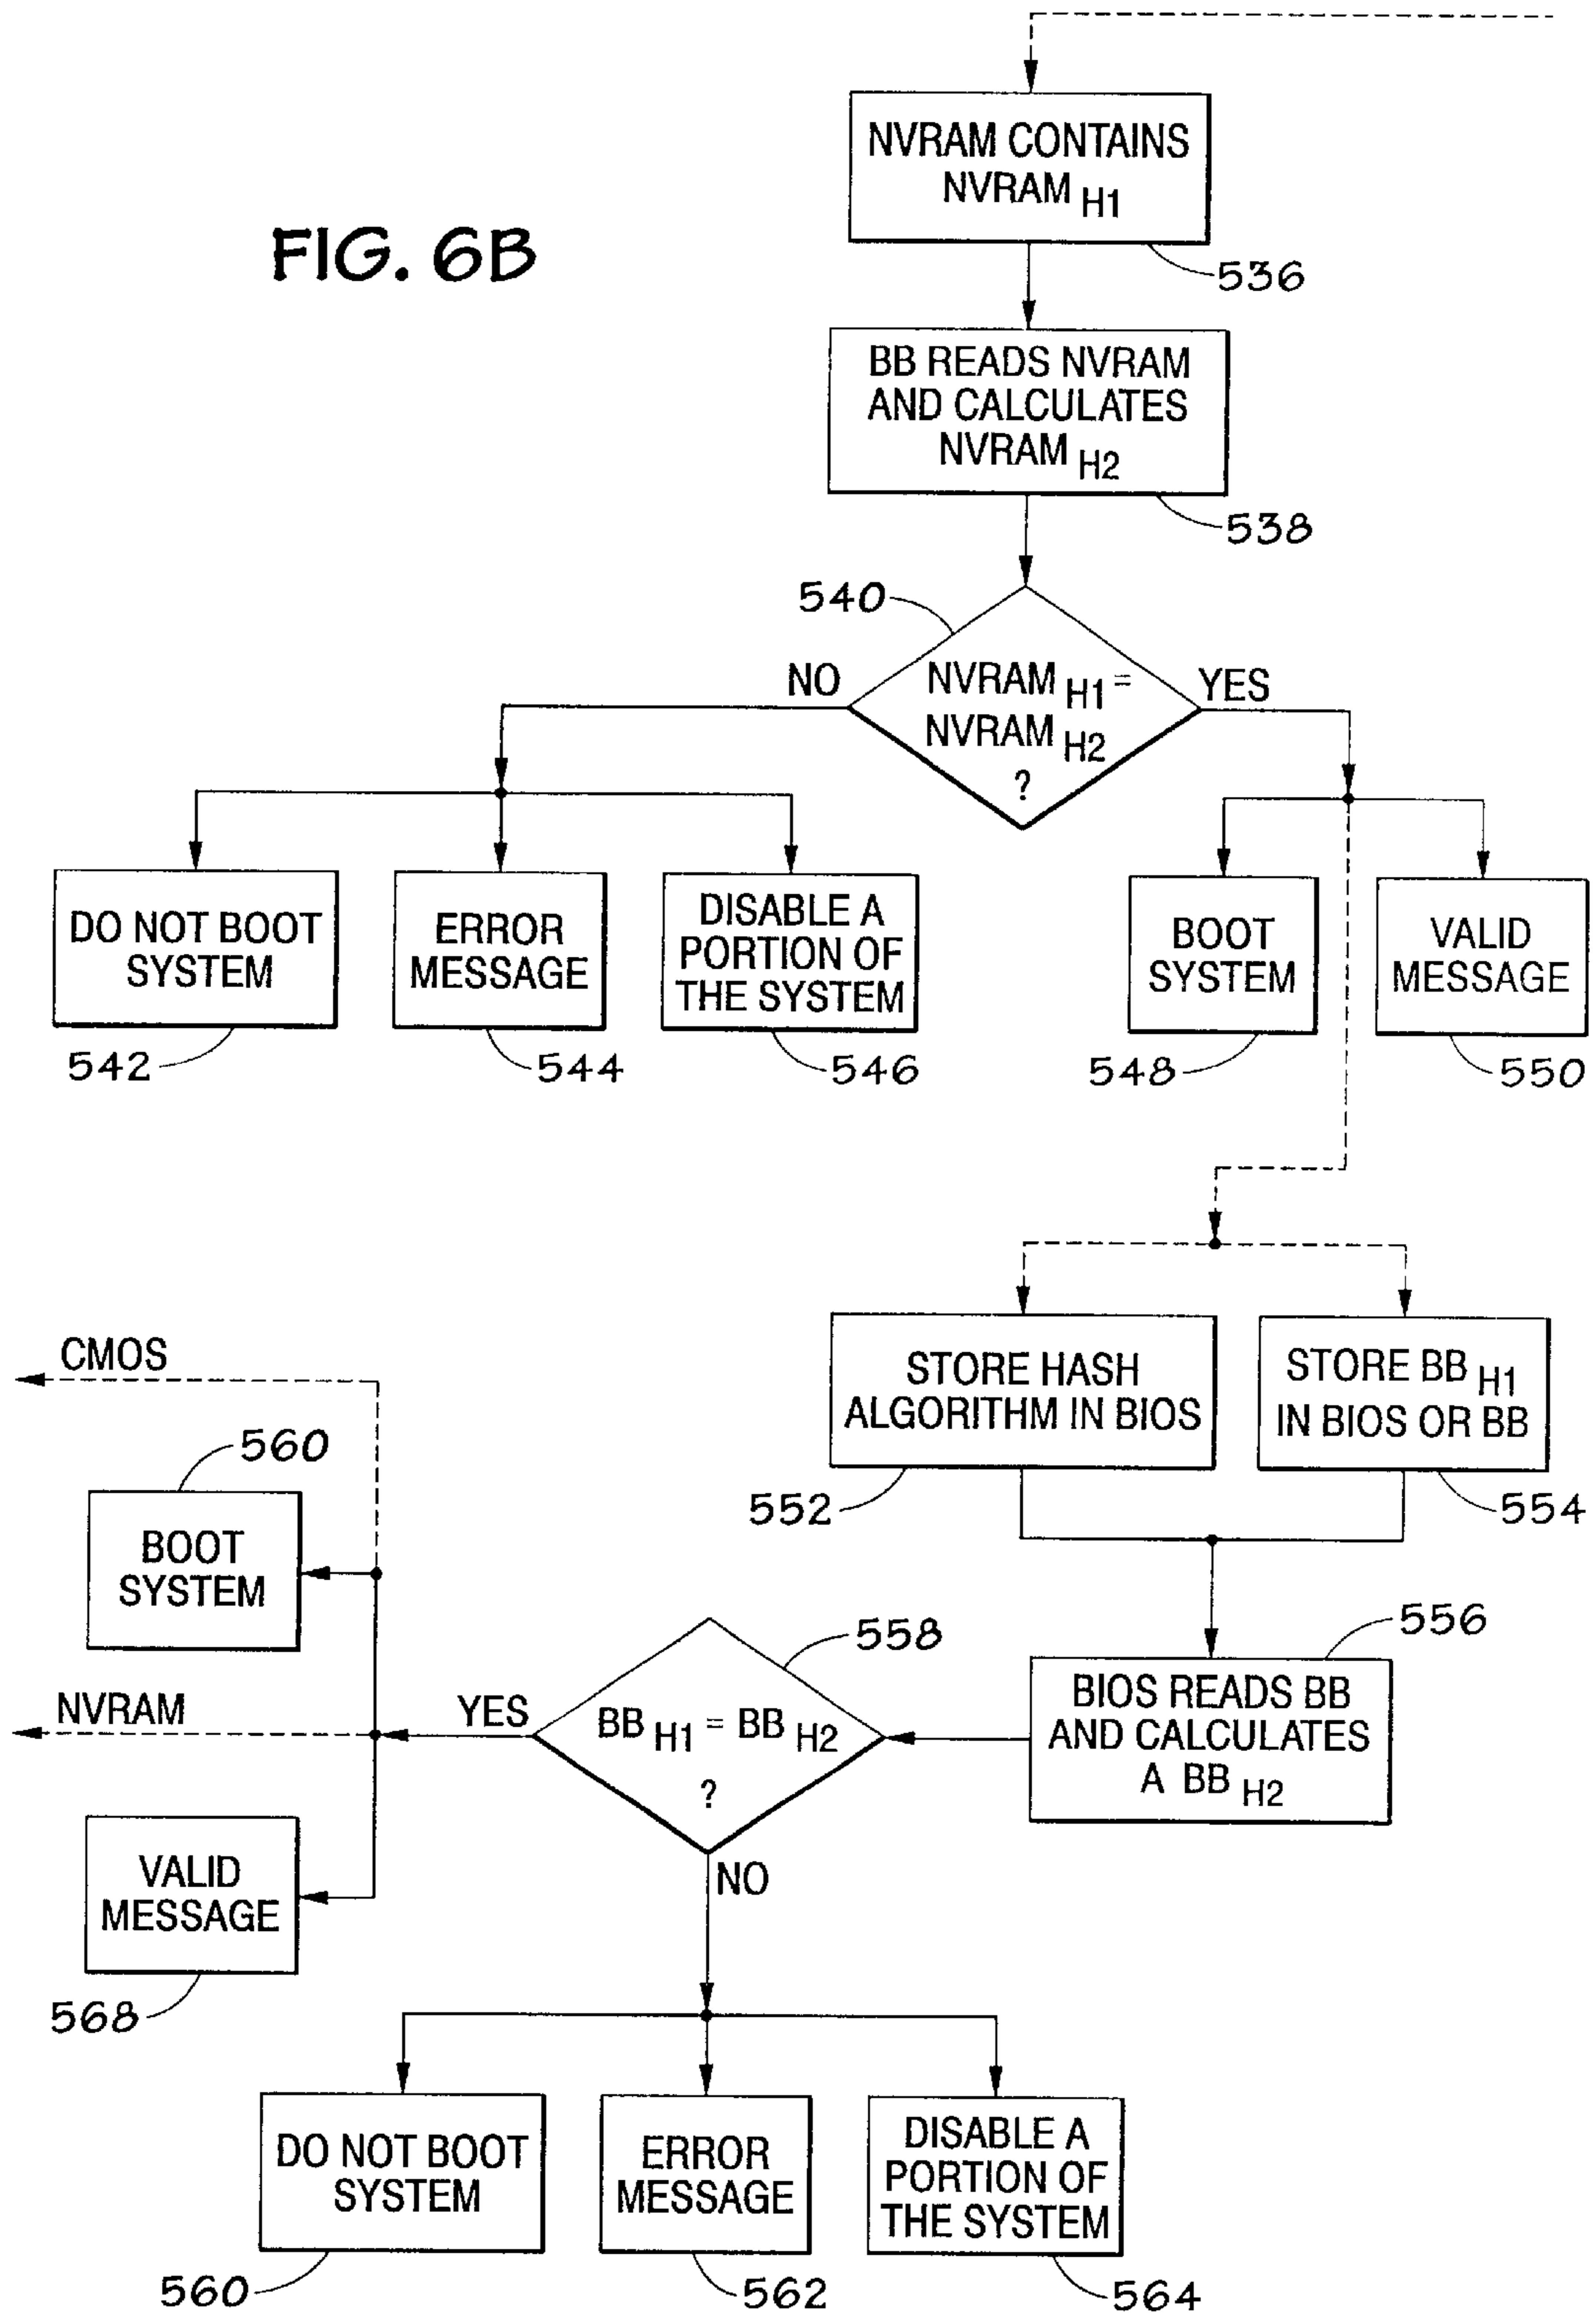 FIG. 6B
NVRAM CONTAINS
NVRAM H1
536
BB READS NVRAM
AND CALCULATES
NVRAM H2
538
540
NO
NVRAM H1 =
NVRAM H2
?
YES
DO NOT BOOT
SYSTEM
542
ERROR
MESSAGE
544
DISABLE A
PORTION OF
THE SYSTEM
546
BOOT
SYSTEM
548
VALID
MESSAGE
550
STORE HASH
ALGORITHM IN BIOS
552
STORE BB H1
IN BIOS OR BB
554
CMOS
560
BOOT
SYSTEM
NVRAM
YES
558
BB H1 = BB H2
?
556
BIOS READS BB
AND CALCULATES
A BB H2
VALID
MESSAGE
568
NO
DO NOT BOOT
SYSTEM
560
ERROR
MESSAGE
562
DISABLE A
PORTION OF
THE SYSTEM
564